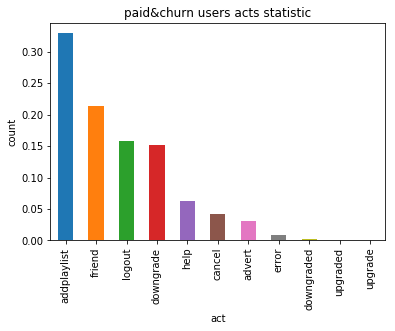 paid&churn users acts statistic
count
0.30
0.25
0.20
0.15
0.10
0.05
0.00
addplaylist
friend
logout
downgrade
help
cancel
advert
error
downgraded
upgraded
upgrade
act